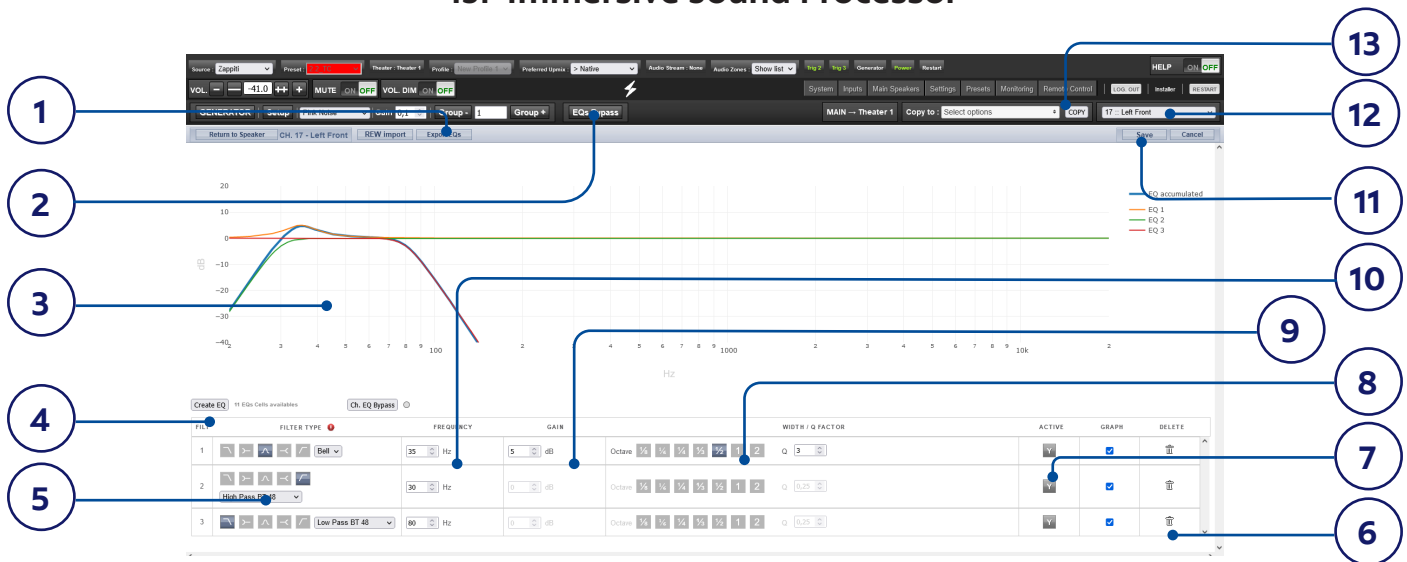 ISP Immersive Sound Processor
13
Source : Zappiti Preset : Theater : Theater 1 Profile : New Profile 1 Preferred Upmix : > Native Audio Stream : None Audio Zones - Show list Trig 2 Trig 3 Generator Power Restart HELP ON OFF
VOL. -41.0 ++ + MUTE ON OFF VOL. DIM ON OFF System Inputs Main Speakers Settings Presets Monitoring Remote Control LOG. OUT Installer RESTART
1
GENERATOR Setup Pink Noise Gain 0,1 Group - 1 Group + EQs Bypass MAIN → Theater 1 Copy to : Select options COPY 17 :: Left Front
12
Return to Speaker CH. 17 - Left Front REW import Export EQs Save Cancel
2
20
10
0
−10
−20
−30
−40
dB
EQ accumulated
EQ 1
EQ 2
EQ 3
11
3
10
9
2 3 4 5 6 7 8 9 100 2 4 5 6 7 8 9 1000 2 3 4 5 6 7 8 9 10k 2
Hz
8
4
Create EQ 11 EQs Cells availables Ch. EQ Bypass
FILT FILTER TYPE FREQUENCY GAIN WIDTH / Q FACTOR ACTIVE GRAPH DELETE
1 Bell 35 Hz 5 dB Octave 1 2 Q 3 Y
7
2 High Pass BT 48 30 Hz 0 dB Octave 1 2 Q 0,25 Y
5
3 Low Pass BT 48 80 Hz 0 dB Octave 1 2 Q 0,25 Y
6